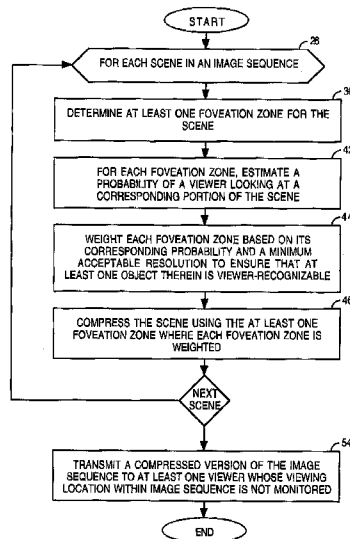 START
28
FOR EACH SCENE IN AN IMAGE SEQUENCE
DETERMINE AT LEAST ONE FOVEATION ZONE FOR THE
SCENE
42
FOR EACH FOVEATION ZONE, ESTIMATE A
PROBABILITY OF A VIEWER LOOKING AT A
CORRESPONDING PORTION OF THE SCENE
44
WEIGHT EACH FOVEATION ZONE BASED ON ITS
CORRESPONDING PROBABILITY AND A MINIMUM
ACCEPTABLE RESOLUTION TO ENSURE THAT AT
LEAST ONE OBJECT THEREIN IS VIEWER-RECOGNIZABLE
46
COMPRESS THE SCENE USING THE AT LEAST ONE
FOVEATION ZONE WHERE EACH FOVEATION ZONE IS
WEIGHTED
NEXT
SCENE
54
TRANSMIT A COMPRESSED VERSION OF THE IMAGE
SEQUENCE TO AT LEAST ONE VIEWER WHOSE VIEWING
LOCATION WITHIN IMAGE SEQUENCE IS NOT MONITORED
END